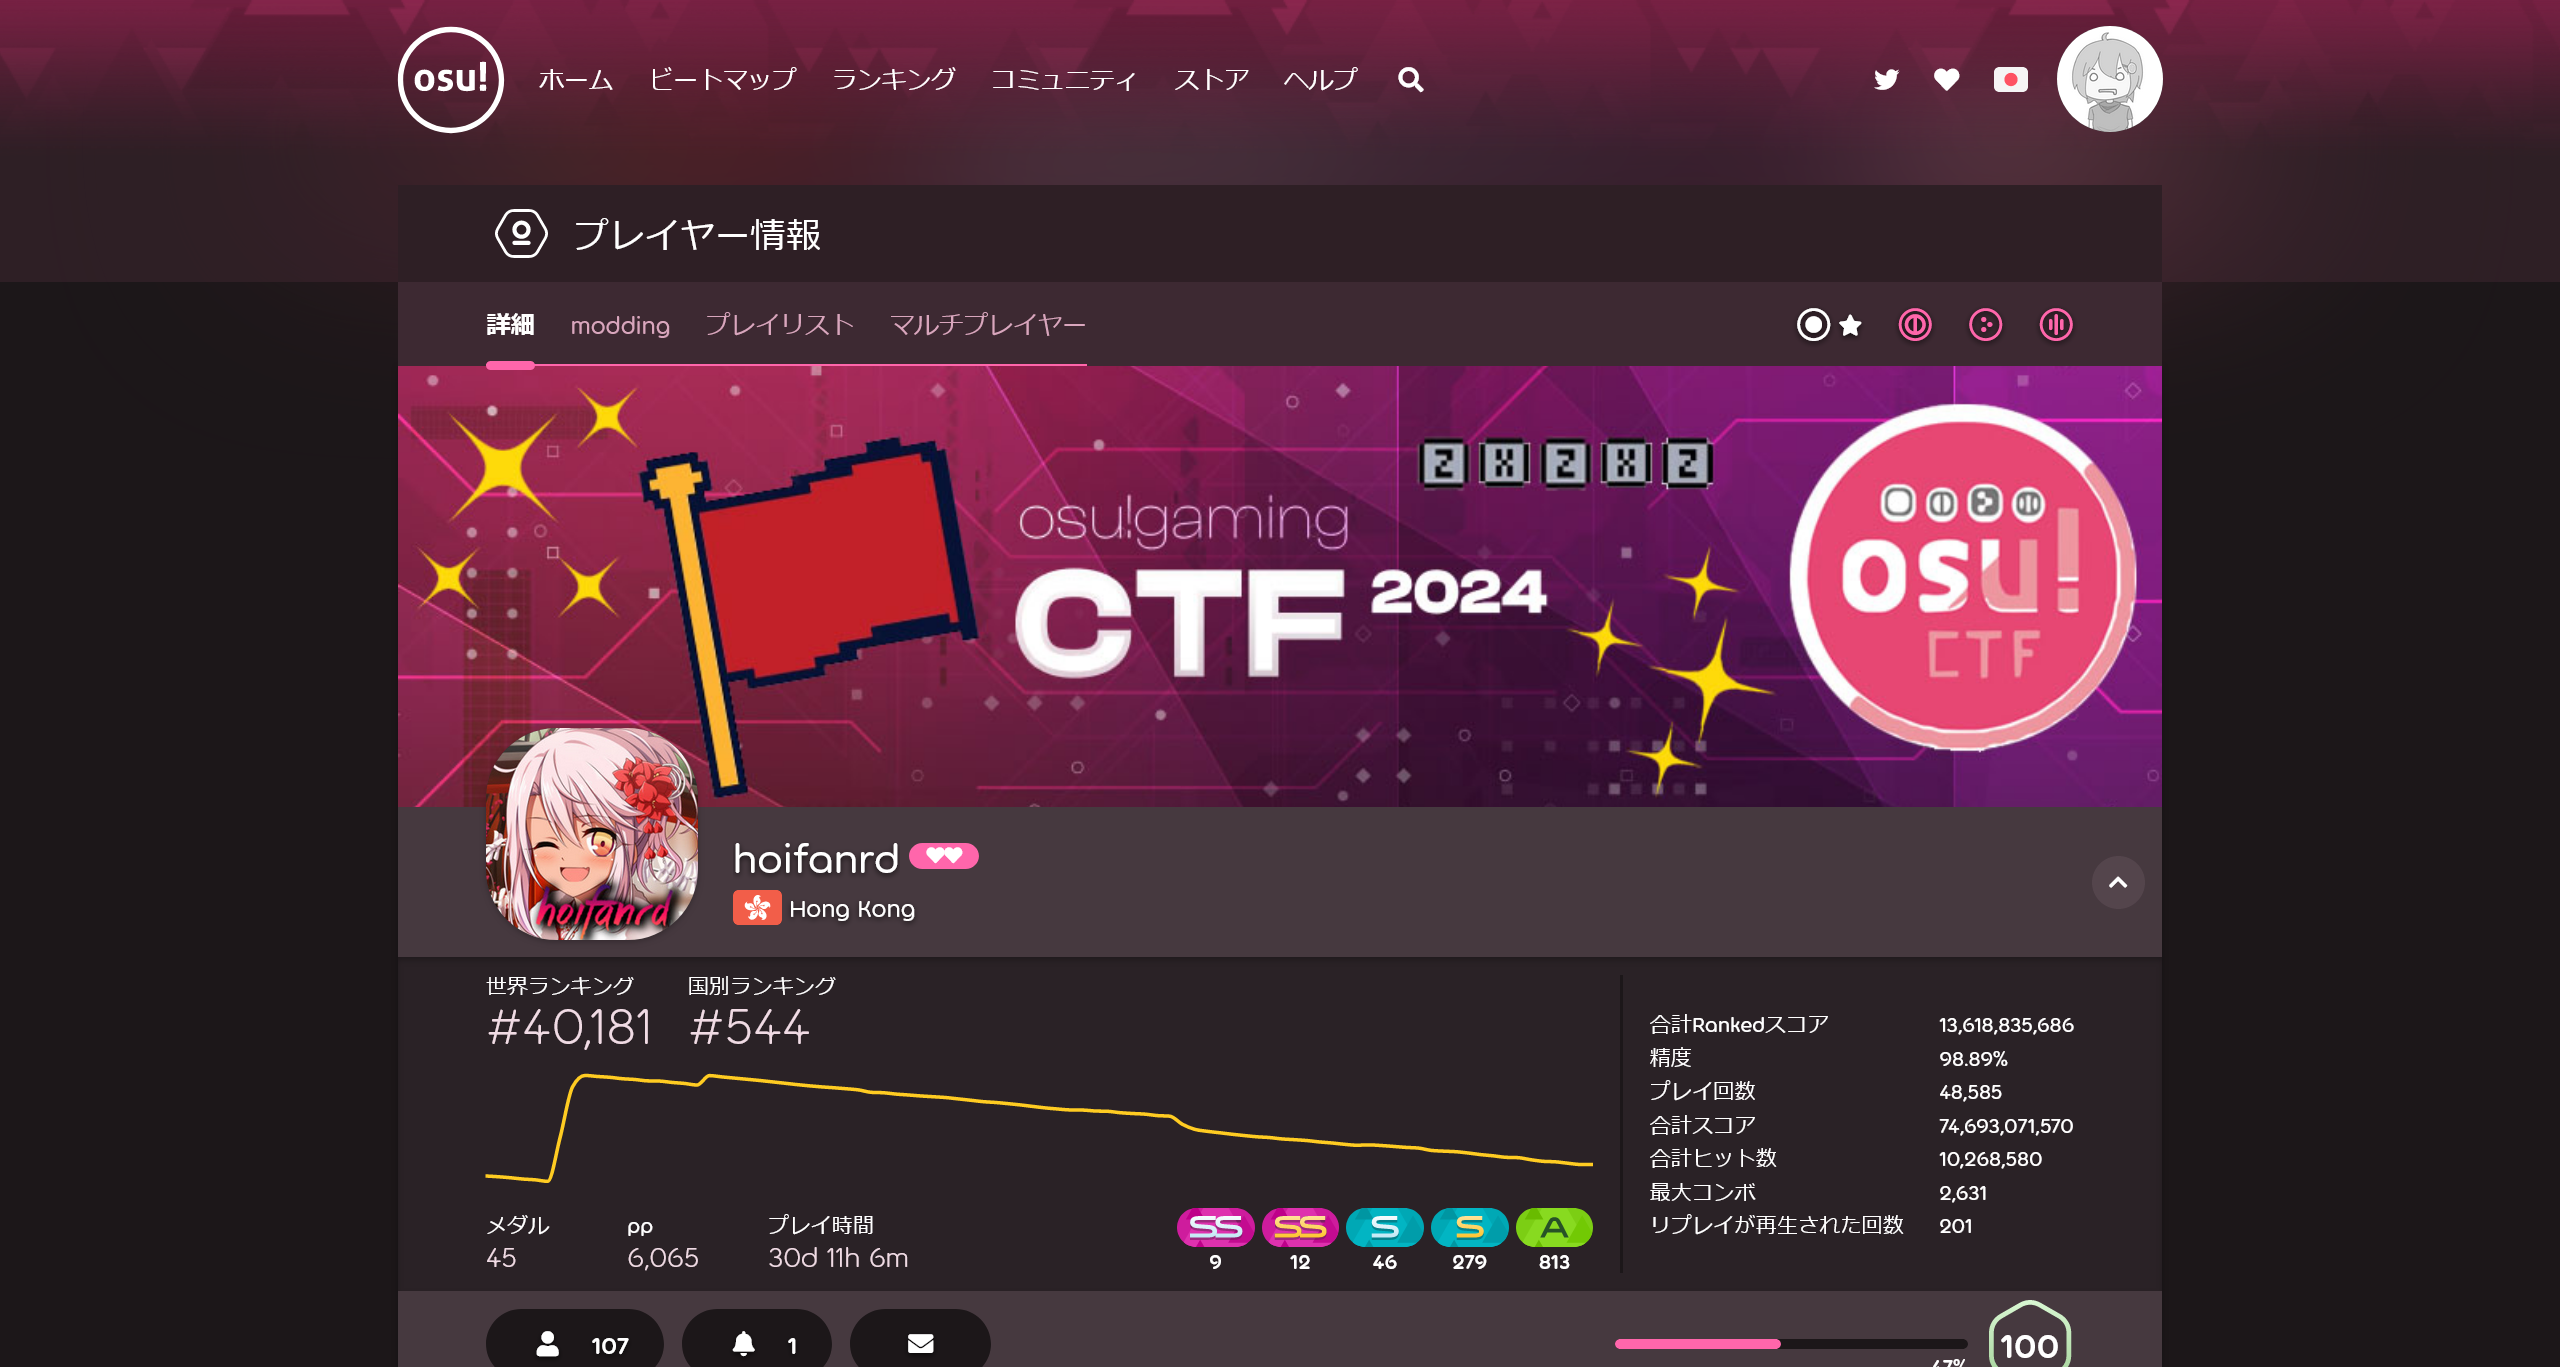 osu! ホーム ビートマップ ランキング コミュニティ ストア ヘルプ
プレイヤー情報
詳細 modding プレイリスト マルチプレイヤー
Z X Z X Z
osu!gaming
CTF 2024
osu!
CTF
hoifanrd
hoifanrd
Hong Kong
世界ランキング 国別ランキング
#40,181 #544
メダル pp プレイ時間
45 6,065 30d 11h 6m
SS SS S S A
9 12 46 279 813
合計Rankedスコア 13,618,835,686
精度 98.89%
プレイ回数 48,585
合計スコア 74,693,071,570
合計ヒット数 10,268,580
最大コンボ 2,631
リプレイが再生された回数 201
107 1 100
47%